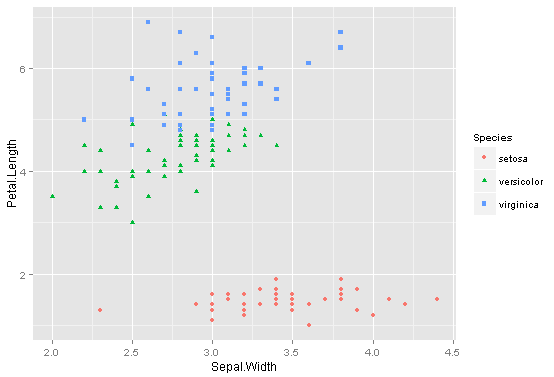 Petal.Length
6
4
2
2.0 2.5 3.0 3.5 4.0 4.5
Sepal.Width
Species
setosa
versicolor
virginica